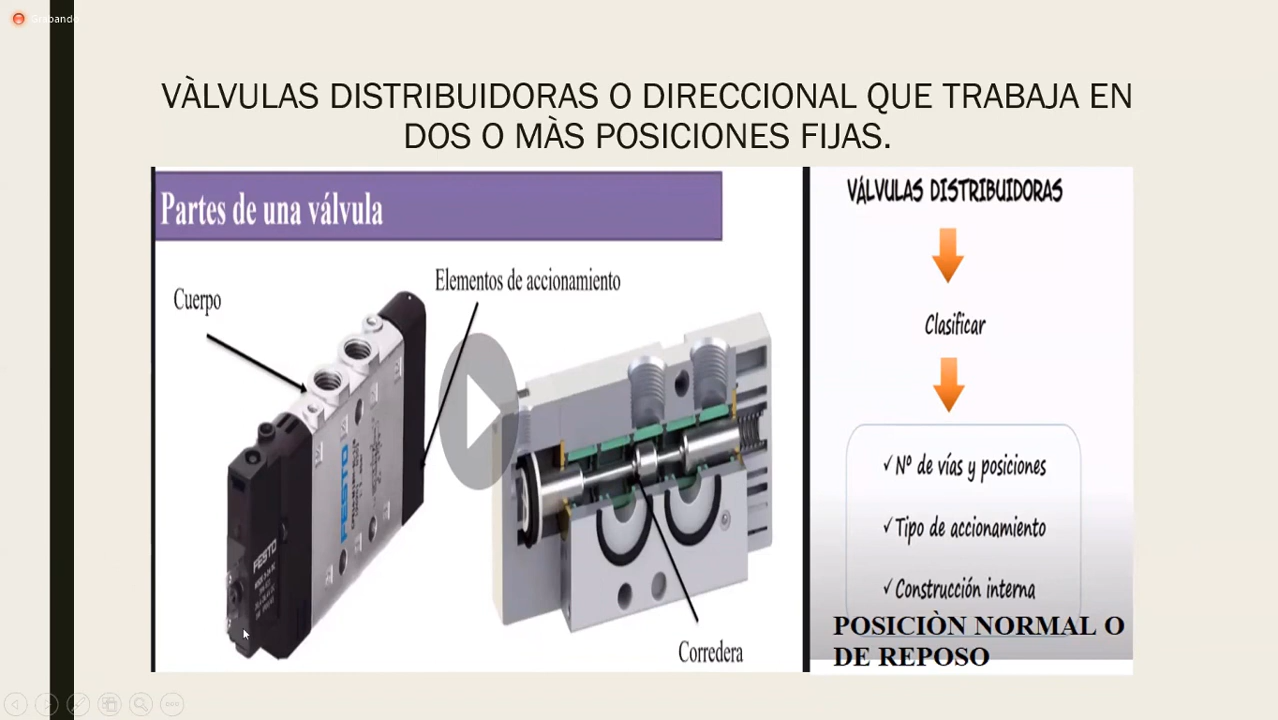 Grabando
VÀLVULAS DISTRIBUIDORAS O DIRECCIONAL QUE TRABAJA EN
DOS O MÀS POSICIONES FIJAS.
Partes de una válvula
Elementos de accionamiento
Cuerpo
FESTO
FESTO
Corredera
VÁLVULAS DISTRIBUIDORAS
Clasificar
✓Nº de vías y posiciones
✓Tipo de accionamiento
✓Construcción interna
POSICIÒN NORMAL O
DE REPOSO